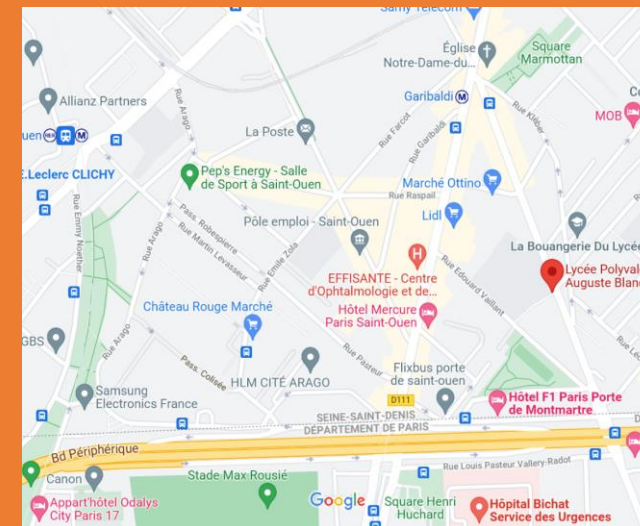 Samy Telecom
Église
Notre-Dame-du...
Square
Marmottan
Allianz Partners
Garibaldi
MOB
Rue Arago
La Poste
Rue Farcot
Rue Garibaldi
Rue Kléber
E.Leclerc CLICHY
Pep's Energy - Salle
de Sport à Saint-Ouen
Marché Ottino
Rue Raspail
Lidl
Rue Emmy Noether
Pass. Robespierre
Rue Martin Levasseur
Rue Arago
Pôle emploi - Saint-Ouen
Rue Emile Zola
La Bouangerie Du Lycée
EFFISANTE - Centre
d'Ophtalmologie et de...
Rue Edouard Vaillant
Lycée Polyval
Auguste Blan
Château Rouge Marché
Hôtel Mercure
Paris Saint-Ouen
GBS
Rue Arago
Pass. Colisée
Rue Pasteur
HLM CITÉ ARAGO
Flixbus porte
de saint-ouen
Samsung
Electronics France
D111
Hôtel F1 Paris Porte
de Montmartre
SEINE-SAINT-DENIS
DÉPARTEMENT DE PARIS
Bd Périphérique
Rue Louis Pasteur Vallery-Radot
Canon
Stade Max Rousié
Appart'hôtel Odalys
City Paris 17
Google
Square Henri
Huchard
Hôpital Bichat
Service des Urgences